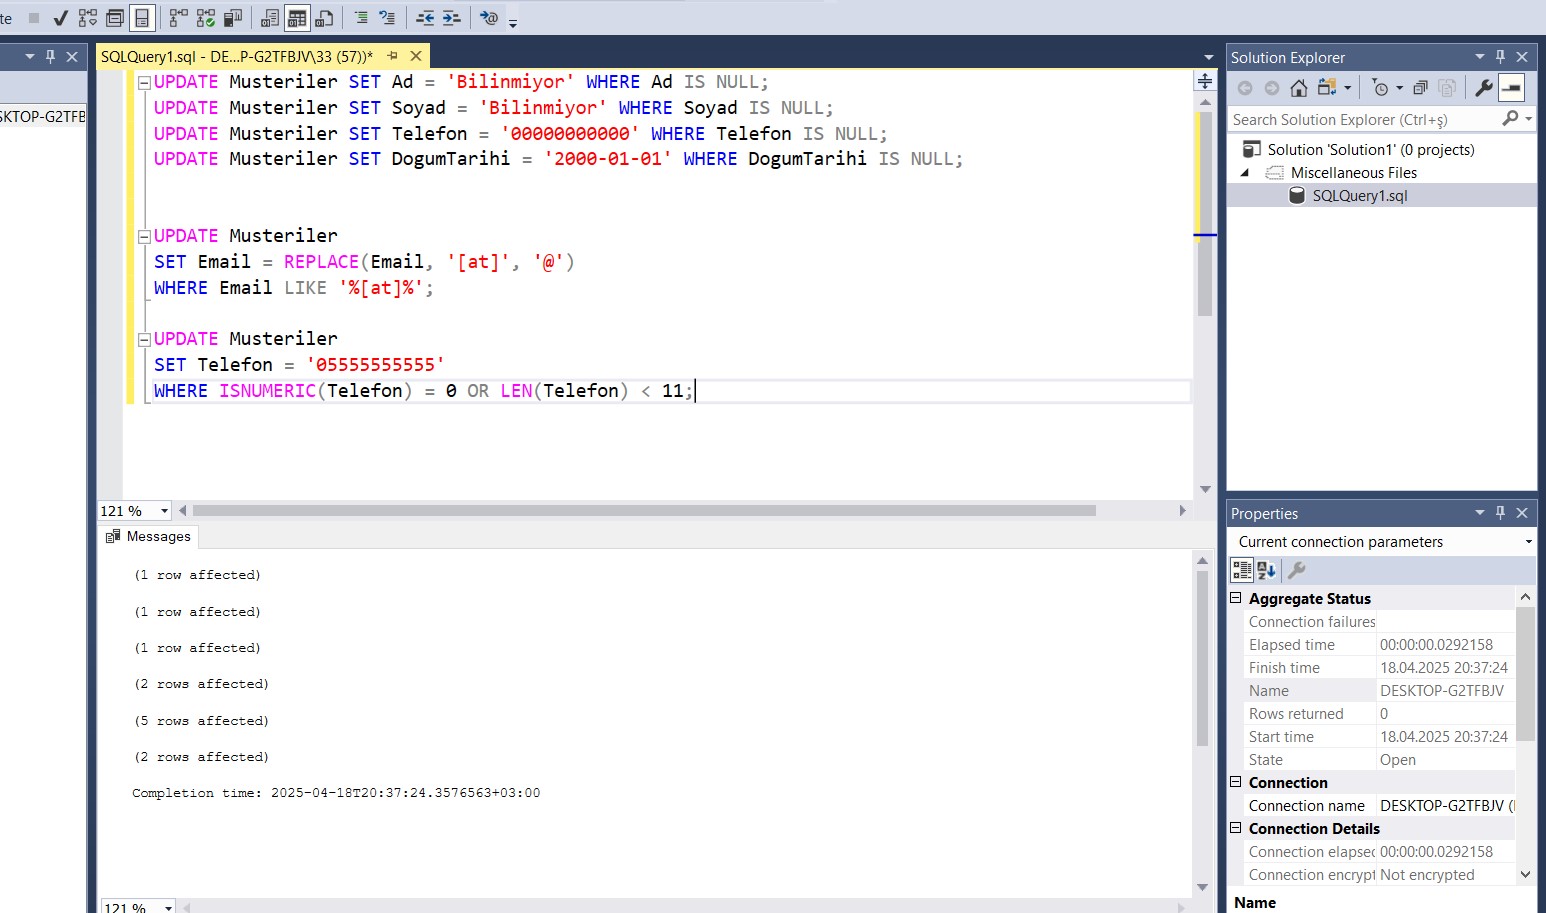 te
SQLQuery1.sql - DE...P-G2TFBJV\33 (57))*
SKTOP-G2TFB
UPDATE Musteriler SET Ad = 'Bilinmiyor' WHERE Ad IS NULL;
UPDATE Musteriler SET Soyad = 'Bilinmiyor' WHERE Soyad IS NULL;
UPDATE Musteriler SET Telefon = '00000000000' WHERE Telefon IS NULL;
UPDATE Musteriler SET DogumTarihi = '2000-01-01' WHERE DogumTarihi IS NULL;
UPDATE Musteriler
SET Email = REPLACE(Email, '[at]', '@')
WHERE Email LIKE '%[at]%';
UPDATE Musteriler
SET Telefon = '05555555555'
WHERE ISNUMERIC(Telefon) = 0 OR LEN(Telefon) < 11;
121 %
Messages
(1 row affected)
(1 row affected)
(1 row affected)
(2 rows affected)
(5 rows affected)
(2 rows affected)
Completion time: 2025-04-18T20:37:24.3576563+03:00
121 %
Solution Explorer
Search Solution Explorer (Ctrl+ş)
Solution 'Solution1' (0 projects)
Miscellaneous Files
SQLQuery1.sql
Properties
Current connection parameters
Aggregate Status
Connection failures
Elapsed time 00:00:00.0292158
Finish time 18.04.2025 20:37:24
Name DESKTOP-G2TFBJV
Rows returned 0
Start time 18.04.2025 20:37:24
State Open
Connection
Connection name DESKTOP-G2TFBJV (
Connection Details
Connection elapsec 00:00:00.0292158
Connection encrypt Not encrypted
Name